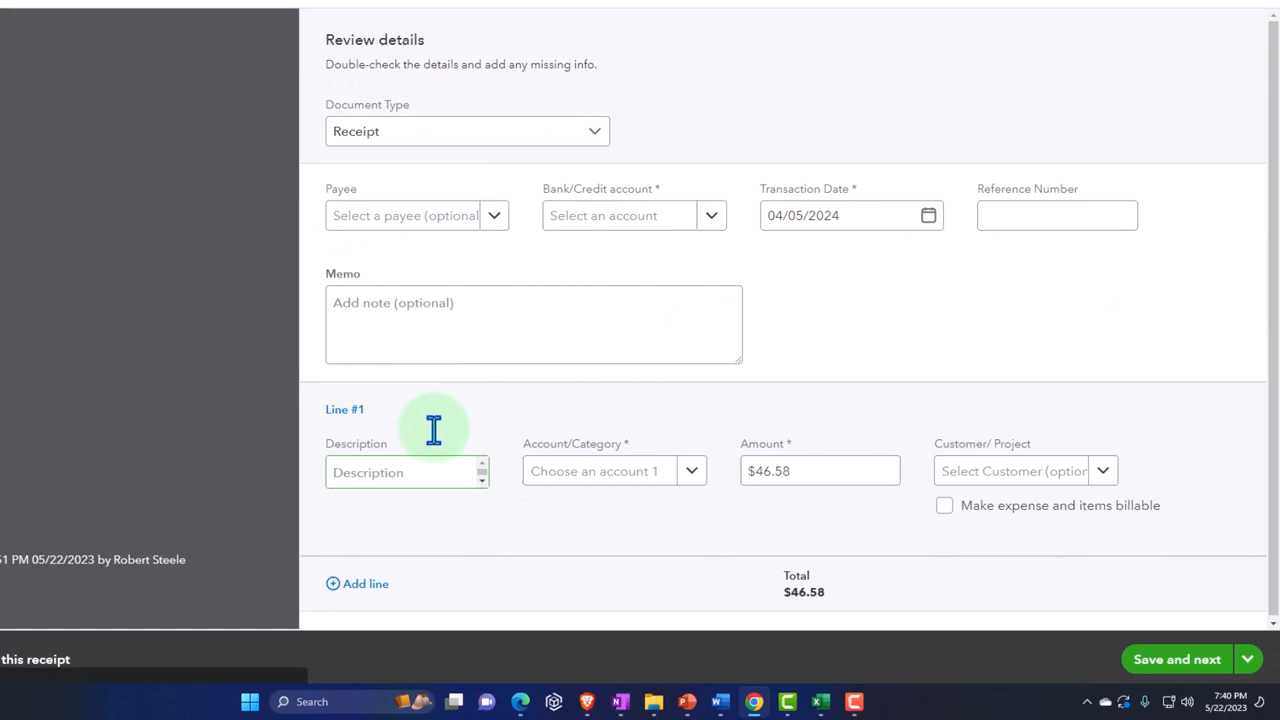 Review details
Double-check the details and add any missing info.
Document Type
Receipt
Payee
Bank/Credit account *
Transaction Date *
Reference Number
Select a payee (optional
Select an account
04/05/2024
Memo
Add note (optional)
Line #1
Description
Account/Category *
Amount *
Customer/ Project
Description
Choose an account 1
$46.58
Select Customer (option
Make expense and items billable
51 PM 05/22/2023 by Robert Steele
Add line
Total
$46.58
this receipt
Save and next
Search
7:40 PM
5/22/2023